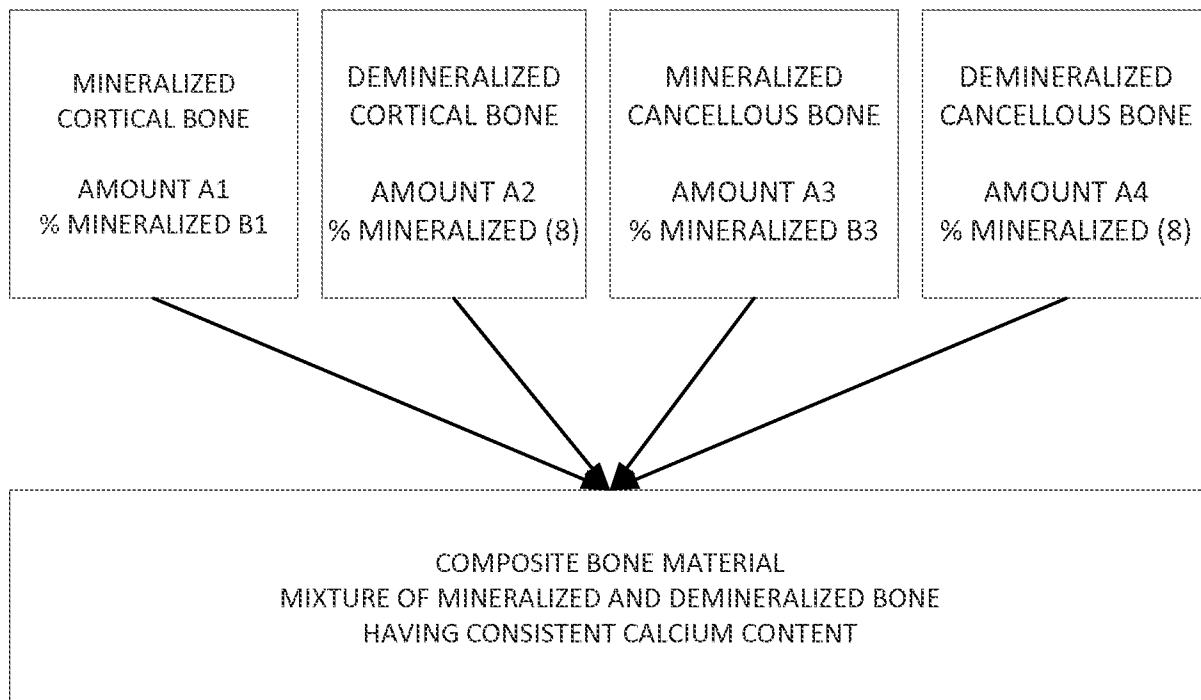 MINERALIZED
CORTICAL BONE
AMOUNT A1
% MINERALIZED B1
DEMINERALIZED
CORTICAL BONE
AMOUNT A2
% MINERALIZED (8)
MINERALIZED
CANCELLOUS BONE
AMOUNT A3
% MINERALIZED B3
DEMINERALIZED
CANCELLOUS BONE
AMOUNT A4
% MINERALIZED (8)
COMPOSITE BONE MATERIAL
MIXTURE OF MINERALIZED AND DEMINERALIZED BONE
HAVING CONSISTENT CALCIUM CONTENT